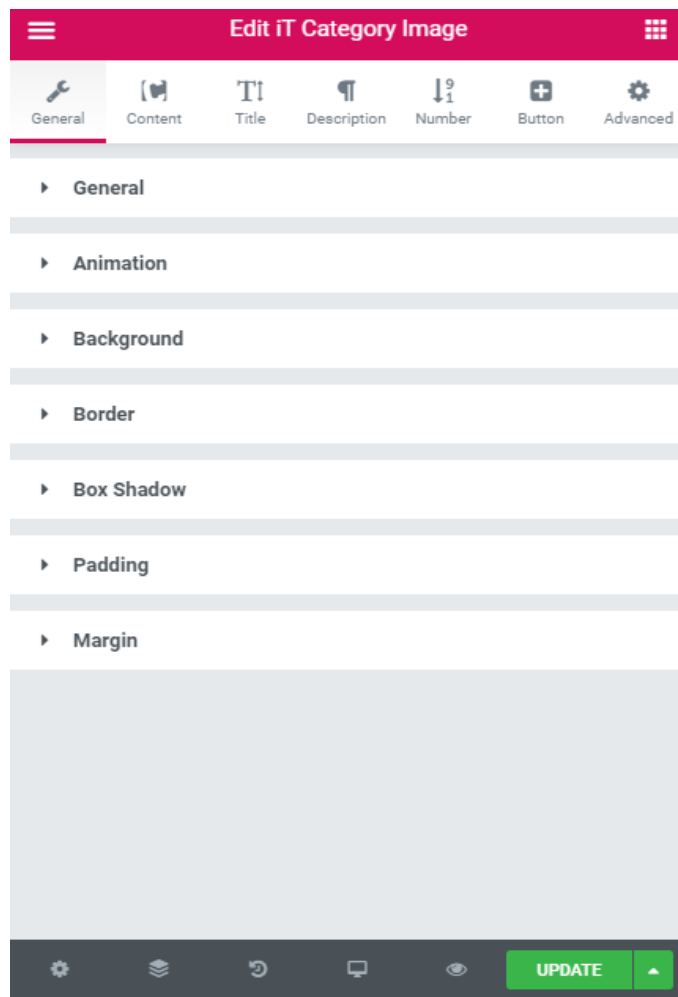 Edit iT Category Image
General Content Title Description Number Button Advanced
General
Animation
Background
Border
Box Shadow
Padding
Margin
UPDATE